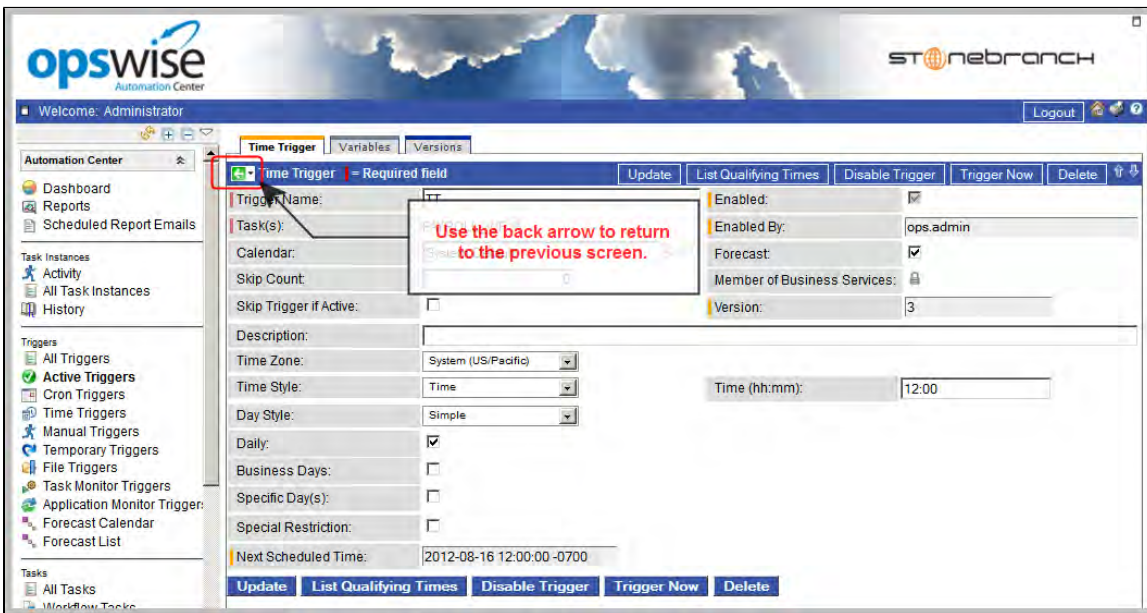 opswise
Automation Center
STONEBRANCH
Welcome: Administrator
Logout
Automation Center
Dashboard
Reports
Scheduled Report Emails
Task Instances
Activity
All Task Instances
History
Triggers
All Triggers
Active Triggers
Cron Triggers
Time Triggers
Manual Triggers
Temporary Triggers
File Triggers
Task Monitor Triggers
Application Monitor Trigger
Forecast Calendar
Forecast List
Tasks
All Tasks
Workflow Tasks
Time Trigger Variables Versions
Time Trigger = Required field Update List Qualifying Times Disable Trigger Trigger Now Delete
Trigger Name: TT Enabled:
Task(s): Enabled By: ops.admin
Calendar: Forecast:
Skip Count: 0 Member of Business Services:
Use the back arrow to return
to the previous screen.
Skip Trigger if Active: Version: 3
Description:
Time Zone: System (US/Pacific)
Time Style: Time Time (hh:mm): 12:00
Day Style: Simple
Daily:
Business Days:
Specific Day(s):
Special Restriction:
Next Scheduled Time: 2012-08-16 12:00:00 -0700
Update List Qualifying Times Disable Trigger Trigger Now Delete